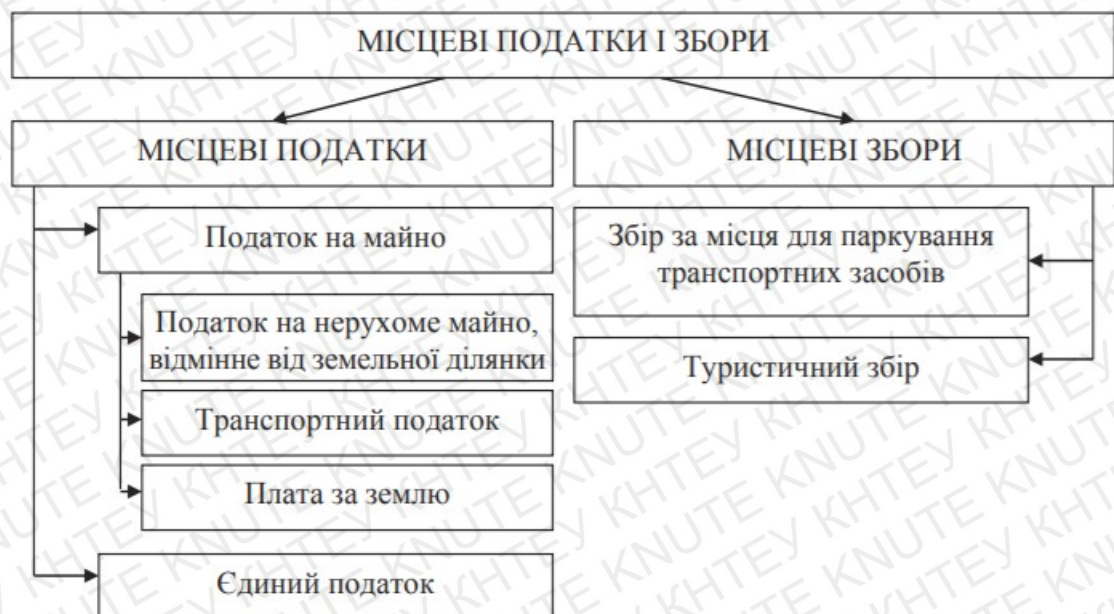 МІСЦЕВІ ПОДАТКИ І ЗБОРИ
МІСЦЕВІ ПОДАТКИ
Податок на майно
Податок на нерухоме майно,
відмінне від земельної ділянки
Транспортний податок
Плата за землю
Єдиний податок
МІСЦЕВІ ЗБОРИ
Збір за місця для паркування
транспортних засобів
Туристичний збір